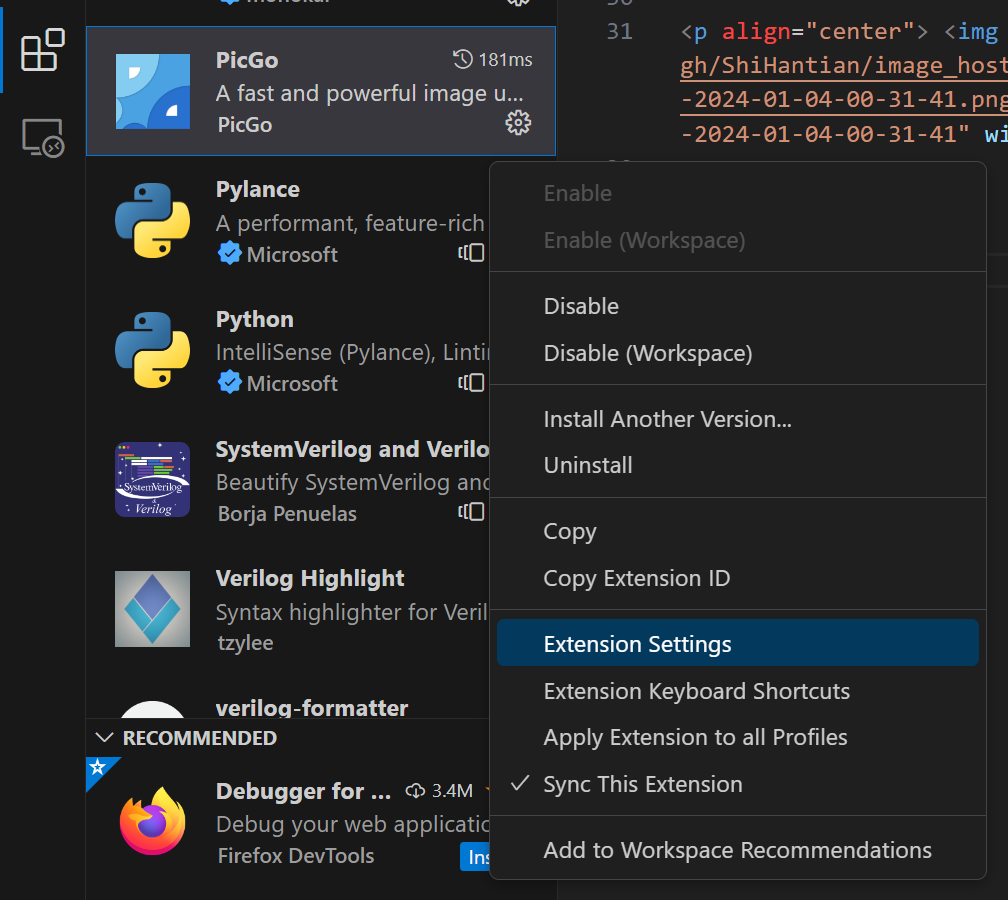 PicGo
181ms
A fast and powerful image u...
PicGo
Pylance
A performant, feature-rich
Microsoft
Python
IntelliSense (Pylance), Linti
Microsoft
SystemVerilog and Verilo
Beautify SystemVerilog and
Borja Penuelas
SystemVerilog
&
Verilog
Verilog Highlight
Syntax highlighter for Veril
tzylee
verilog-formatter
RECOMMENDED
Debugger for ...
3.4M
Debug your web applicatio
Firefox DevTools
Ins
31
<p align="center"> <img
gh/ShiHantian/image_host
-2024-01-04-00-31-41.png
-2024-01-04-00-31-41" wi
Enable
Enable (Workspace)
Disable
Disable (Workspace)
Install Another Version...
Uninstall
Copy
Copy Extension ID
Extension Settings
Extension Keyboard Shortcuts
Apply Extension to all Profiles
Sync This Extension
Add to Workspace Recommendations